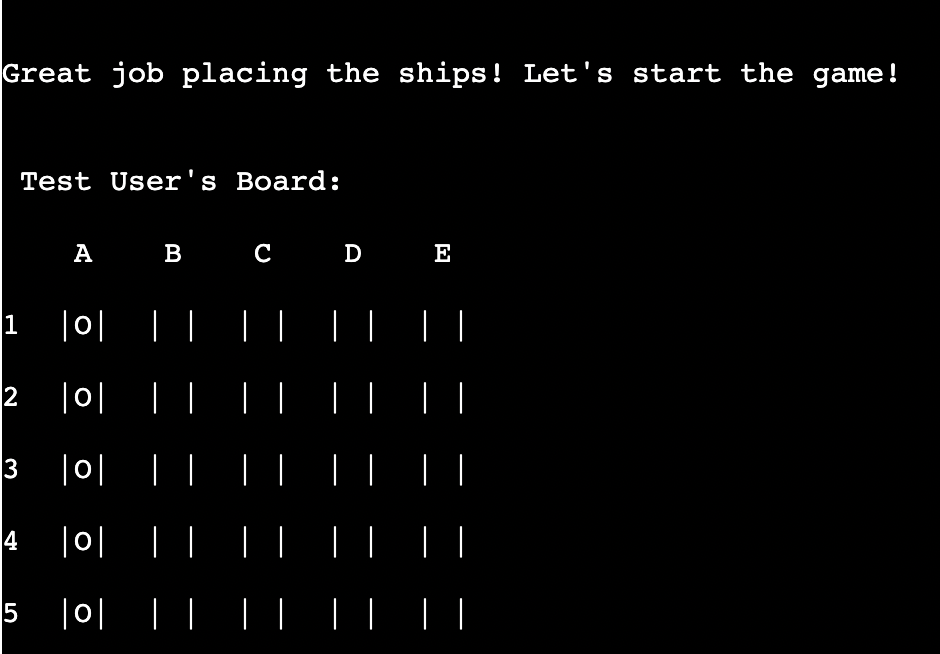 Great job placing the ships! Let's start the game!
Test User's Board:
A B C D E
1 |O| | | | | | | | |
2 |O| | | | | | | | |
3 |O| | | | | | | | |
4 |O| | | | | | | | |
5 |O| | | | | | | | |